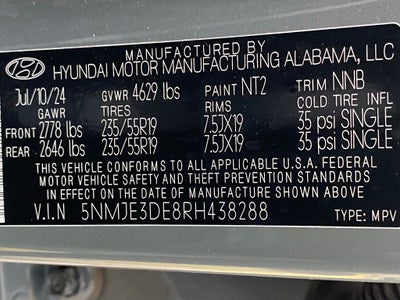 MANUFACTURED BY
HYUNDAI MOTOR MANUFACTURING ALABAMA, LLC
Jul/10/24 GVWR 4629 lbs PAINT NT2 TRIM NNB
GAWR TIRES RIMS COLD TIRE INFL
FRONT 2778 lbs 235/55R19 7.5JX19 35 psi SINGLE
REAR 2646 lbs 235/55R19 7.5JX19 35 psi SINGLE
THIS VEHICLE CONFORMS TO ALL APPLICABLE U.S.A. FEDERAL
MOTOR VEHICLE SAFETY AND THEFT PREVENTION STANDARDS
IN EFFECT ON THE DATE OF MANUFACTURE SHOWN ABOVE.
V.I.N 5NMJE3DE8RH438288 TYPE: MPV